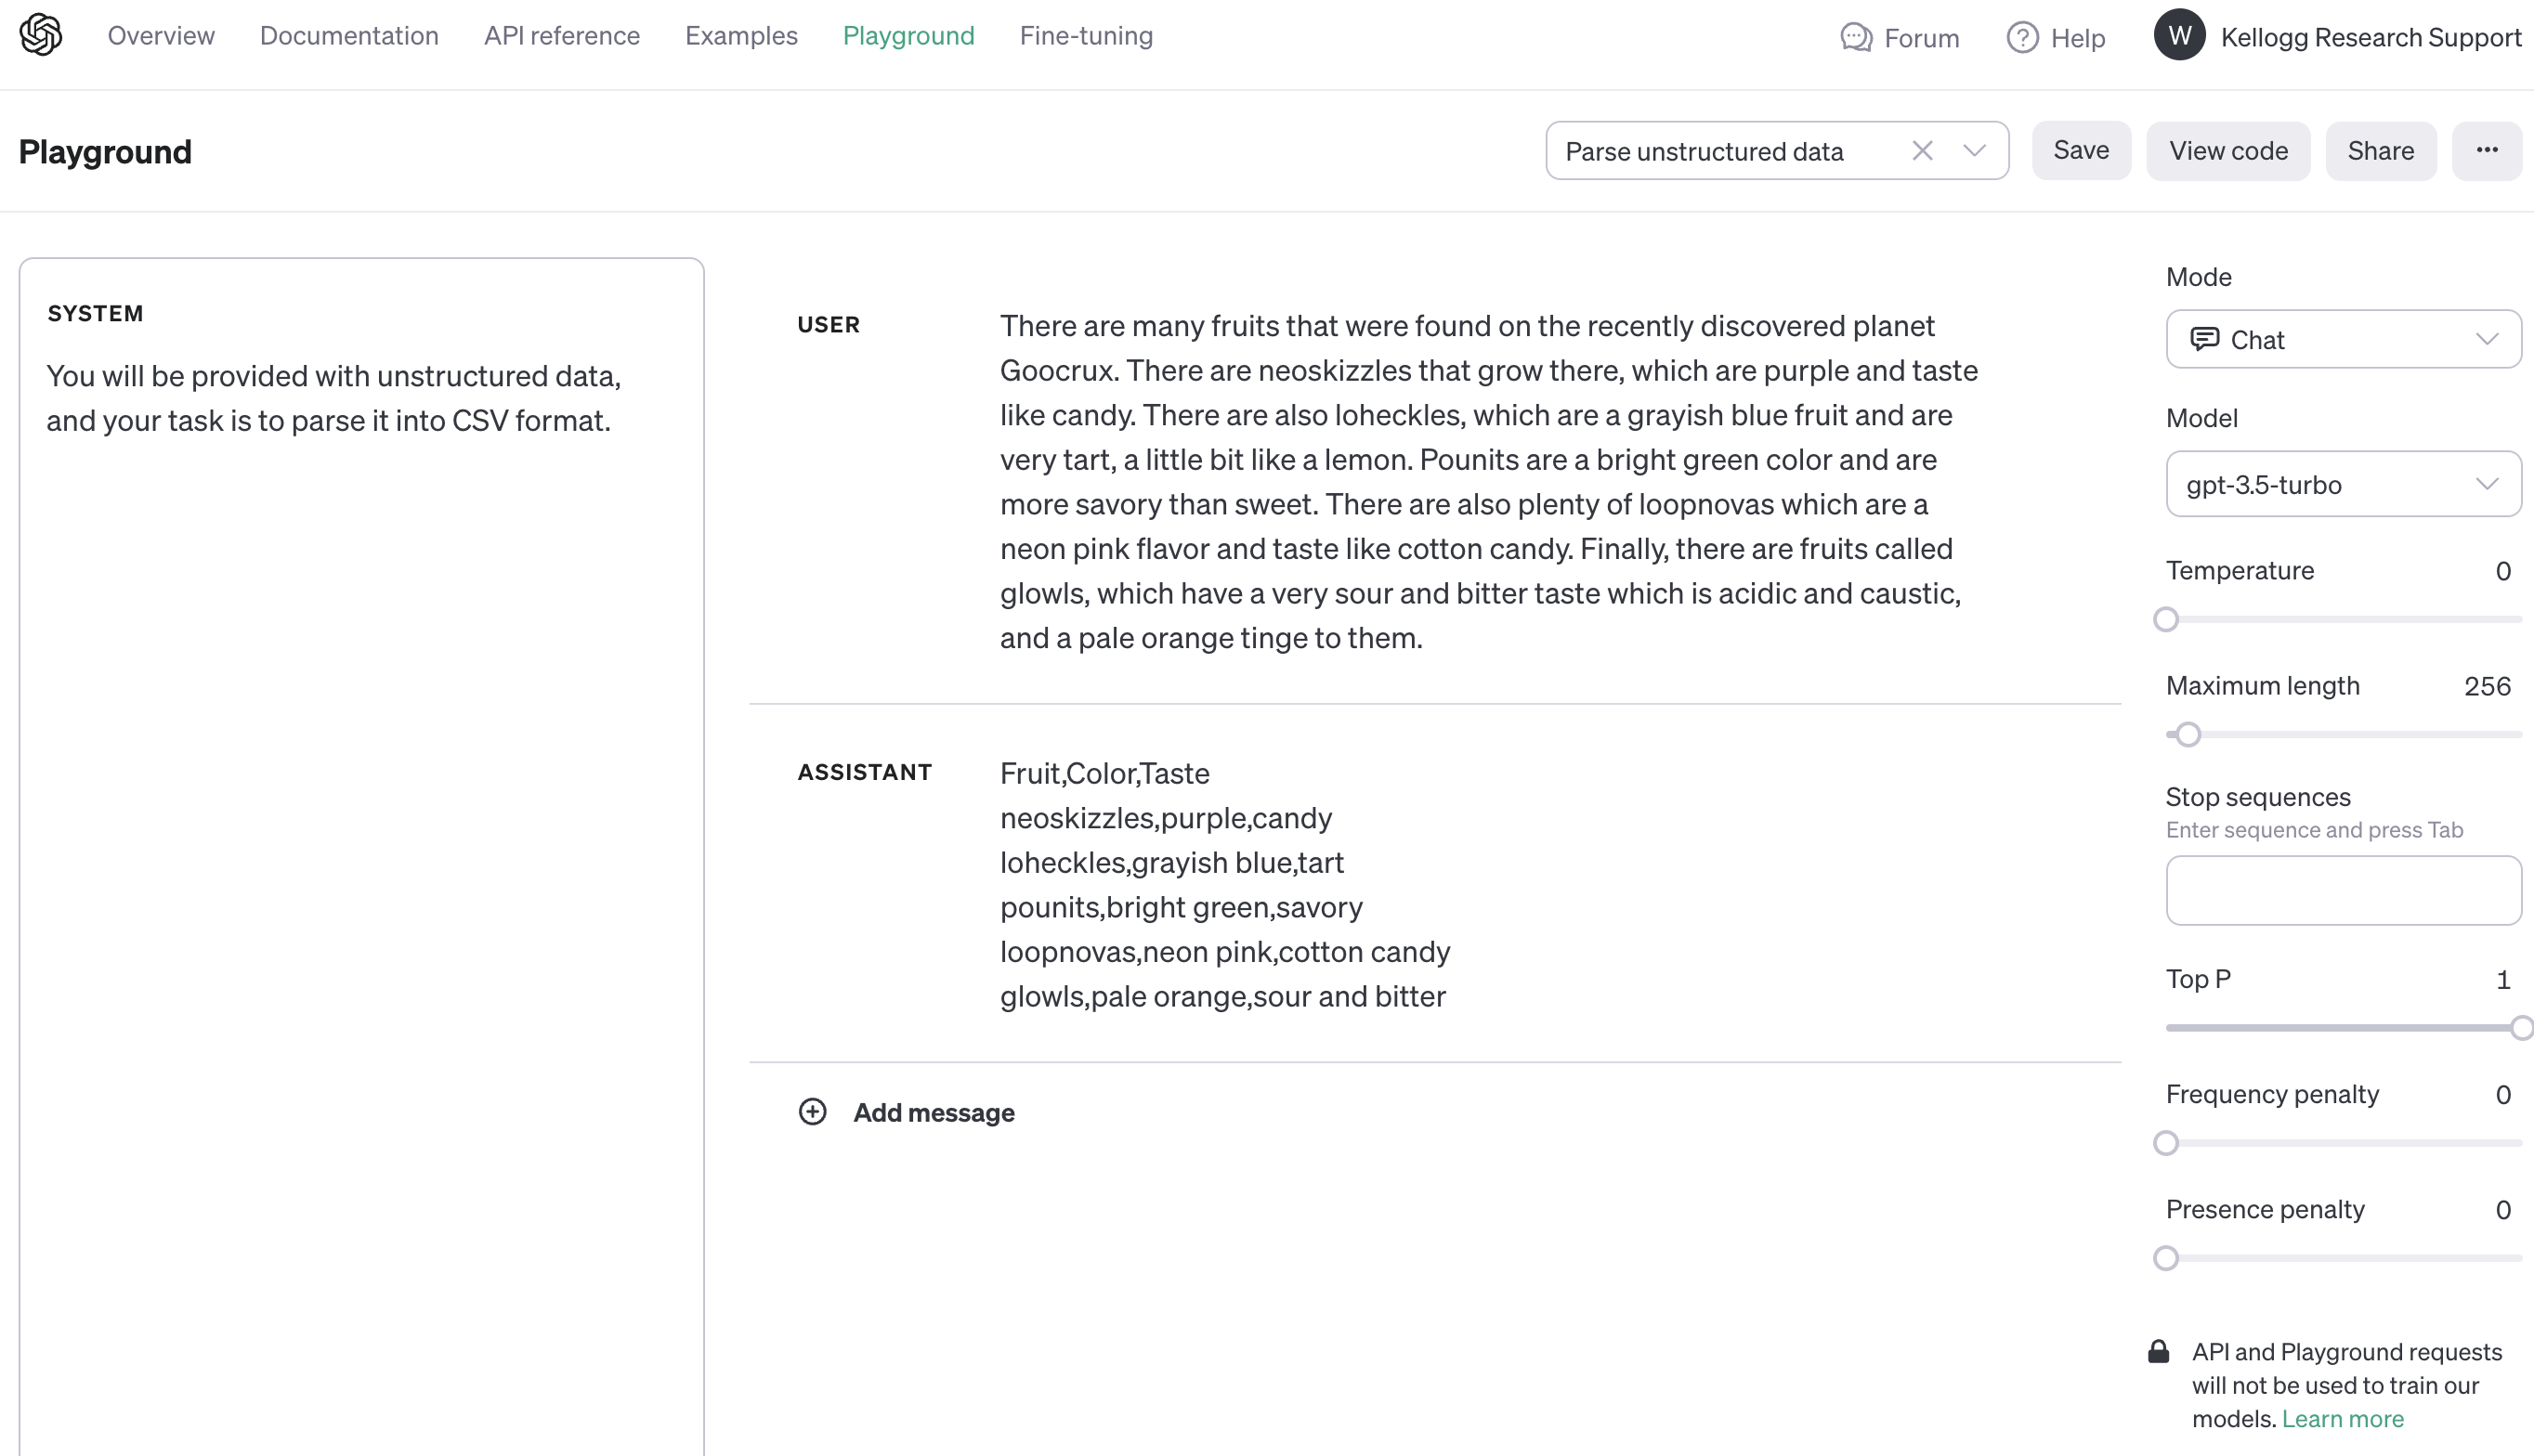 Overview Documentation API reference Examples Playground Fine-tuning Forum Help W Kellogg Research Support
Playground
Parse unstructured data Save View code Share ...
SYSTEM
You will be provided with unstructured data,
and your task is to parse it into CSV format.
USER
There are many fruits that were found on the recently discovered planet
Goocrux. There are neoskizzles that grow there, which are purple and taste
like candy. There are also loheckles, which are a grayish blue fruit and are
very tart, a little bit like a lemon. Pounits are a bright green color and are
more savory than sweet. There are also plenty of loopnovas which are a
neon pink flavor and taste like cotton candy. Finally, there are fruits called
glowls, which have a very sour and bitter taste which is acidic and caustic,
and a pale orange tinge to them.
ASSISTANT
Fruit,Color,Taste
neoskizzles,purple,candy
loheckles,grayish blue,tart
pounits,bright green,savory
loopnovas,neon pink,cotton candy
glowls,pale orange,sour and bitter
Add message
Mode
Chat
Model
gpt-3.5-turbo
Temperature 0
Maximum length 256
Stop sequences
Enter sequence and press Tab
Top P 1
Frequency penalty 0
Presence penalty 0
API and Playground requests
will not be used to train our
models. Learn more